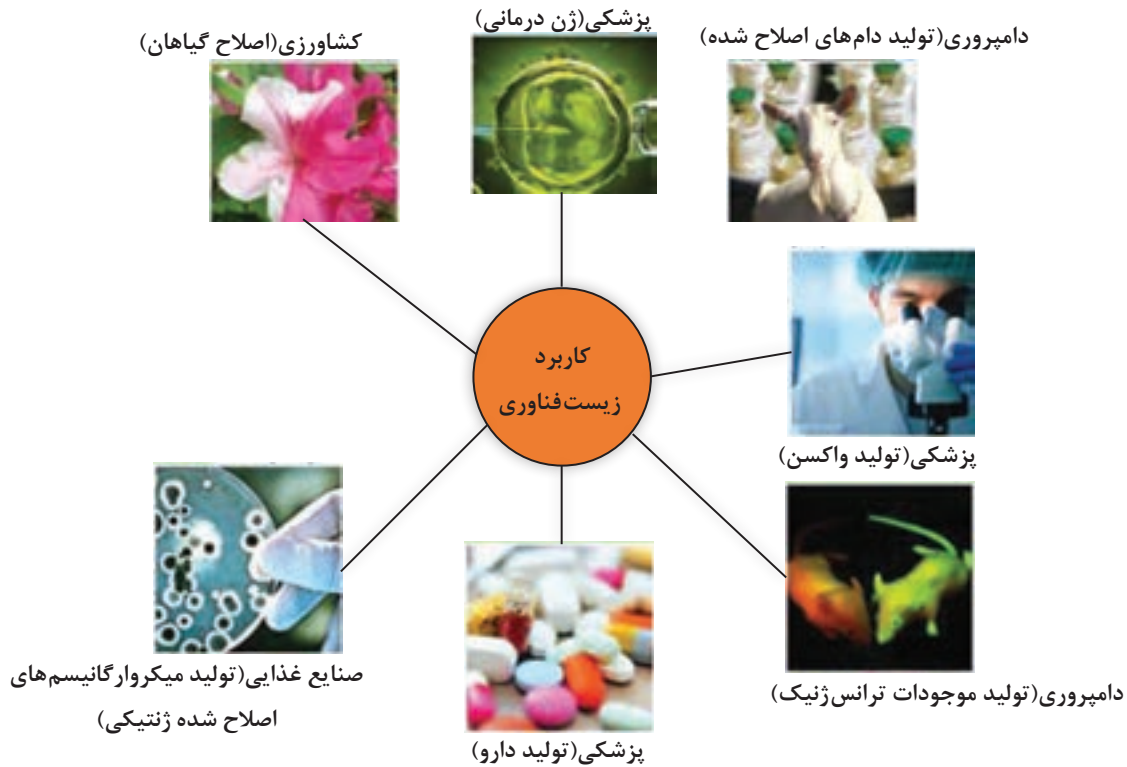 دامپروری(تولید دام‌های اصلاح شده)
پزشکی(ژن درمانی)
کشاورزی(اصلاح گیاهان)
کاربرد
زیست‌فناوری
پزشکی(تولید واکسن)
دامپروری(تولید موجودات ترانس‌ژنیک)
پزشکی(تولید دارو)
صنایع غذایی(تولید میکروارگانیسم‌های
اصلاح شده ژنتیکی)